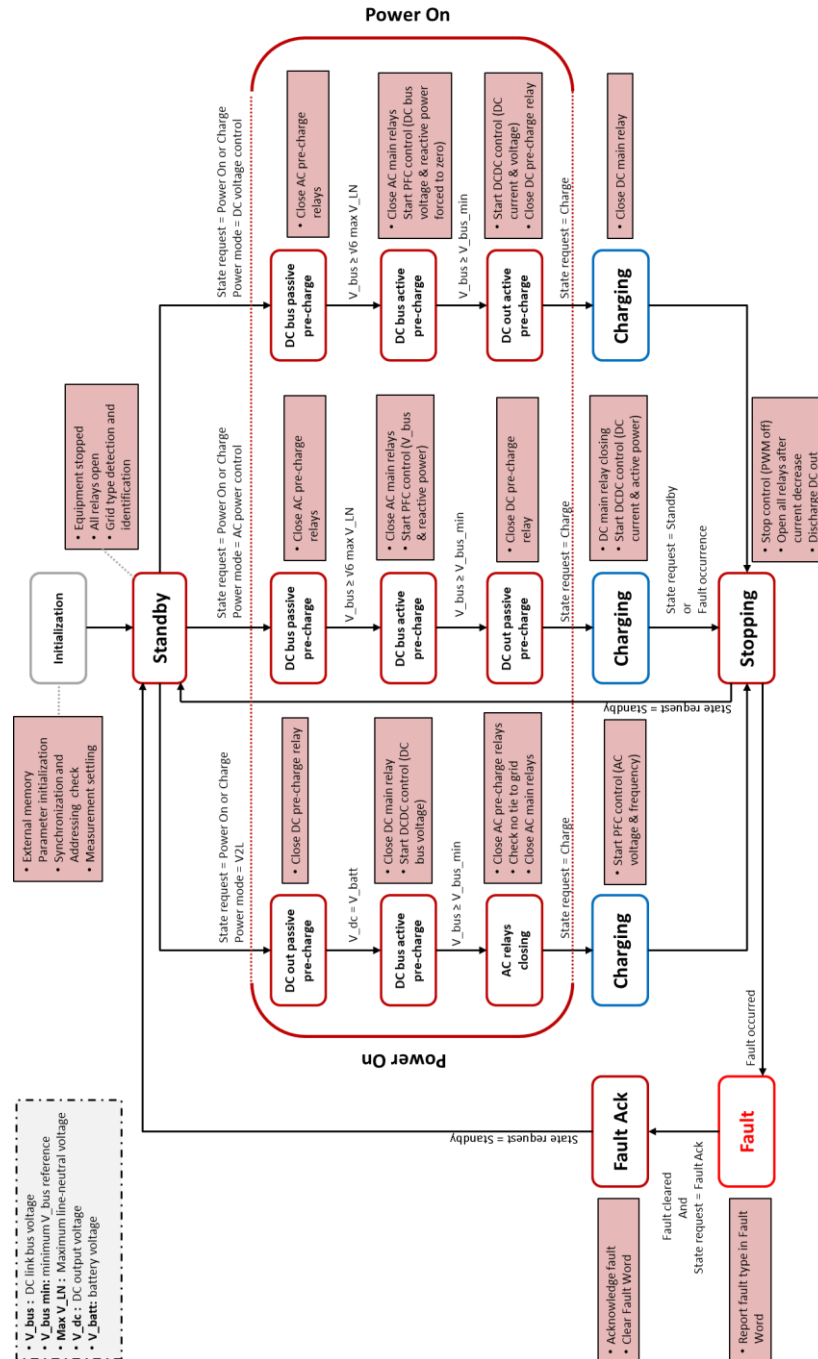 Power On
• V_bus : DC link bus voltage
• V_bus min: minimum V_bus reference
• Max V_LN : Maximum line-neutral voltage
• V_dc : DC output voltage
• V_batt: battery voltage
• External memory
Parameter initialization
• Synchronization and
Addressing check
• Measurement settling
Initialization
• Equipment stopped
• All relays open
• Grid type detection and
identification
Standby
State request = Power On or Charge
Power mode = V2L
State request = Power On or Charge
Power mode = AC power control
State request = Power On or Charge
Power mode = DC voltage control
Power On
DC out passive
pre-charge
• Close DC pre-charge relay
V_dc = V_batt
DC bus active
pre-charge
• Close DC main relay
• Start DCDC control (DC
bus voltage)
V_bus ≥ V_bus_min
AC relays
closing
• Close AC pre-charge relays
• Check no tie to grid
• Close AC main relays
State request = Charge
Charging
• Start PFC control (AC
voltage & frequency)
DC bus passive
pre-charge
• Close AC pre-charge
relays
V_bus ≥ √6 max V_LN
DC bus active
pre-charge
• Close AC main relays
• Start PFC control (V_bus
& reactive power)
V_bus ≥ V_bus_min
DC out passive
pre-charge
• Close DC pre-charge
relay
State request = Charge
Charging
• DC main relay closing
• Start DCDC control (DC
current & active power)
State request = Standby
or
Fault occurrence
DC bus passive
pre-charge
• Close AC pre-charge
relays
V_bus ≥ √6 max V_LN
DC bus active
pre-charge
• Close AC main relays
Start PFC control (DC bus
voltage & reactive power
forced to zero)
V_bus ≥ V_bus_min
DC out active
pre-charge
• Start DCDC control (DC
current & voltage)
• Close DC pre-charge relay
State request = Charge
Charging
• Close DC main relay
Stopping
• Stop control (PWM off)
• Open all relays after
current decrease
• Discharge DC out
State request = Standby
Fault occurred
Fault
• Report fault type in Fault
Word
Fault cleared
And
State request = Fault Ack
Fault Ack
• Acknowledge fault
• Clear Fault Word
State request = Standby